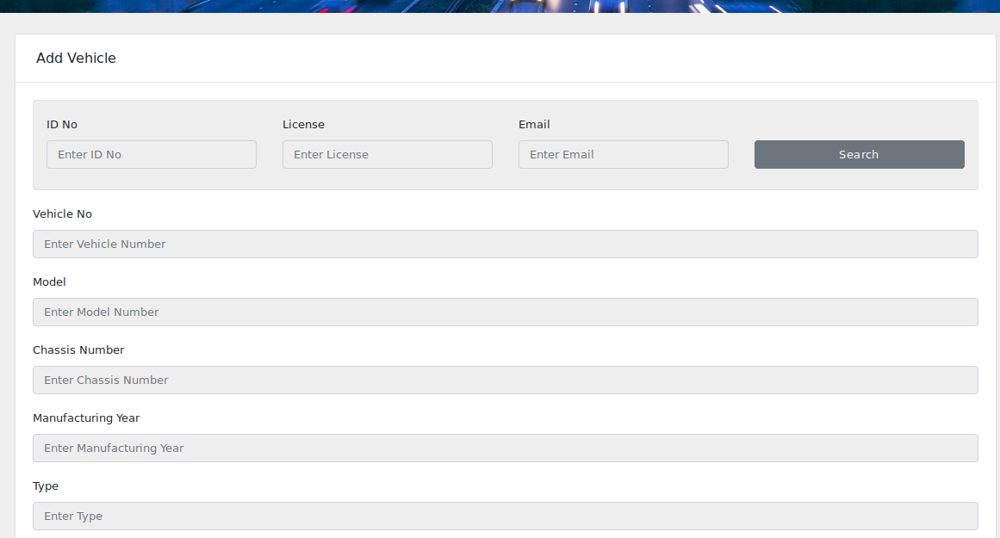 Add Vehicle
ID No License Email
Enter ID No Enter License Enter Email Search
Vehicle No
Enter Vehicle Number
Model
Enter Model Number
Chassis Number
Enter Chassis Number
Manufacturing Year
Enter Manufacturing Year
Type
Enter Type